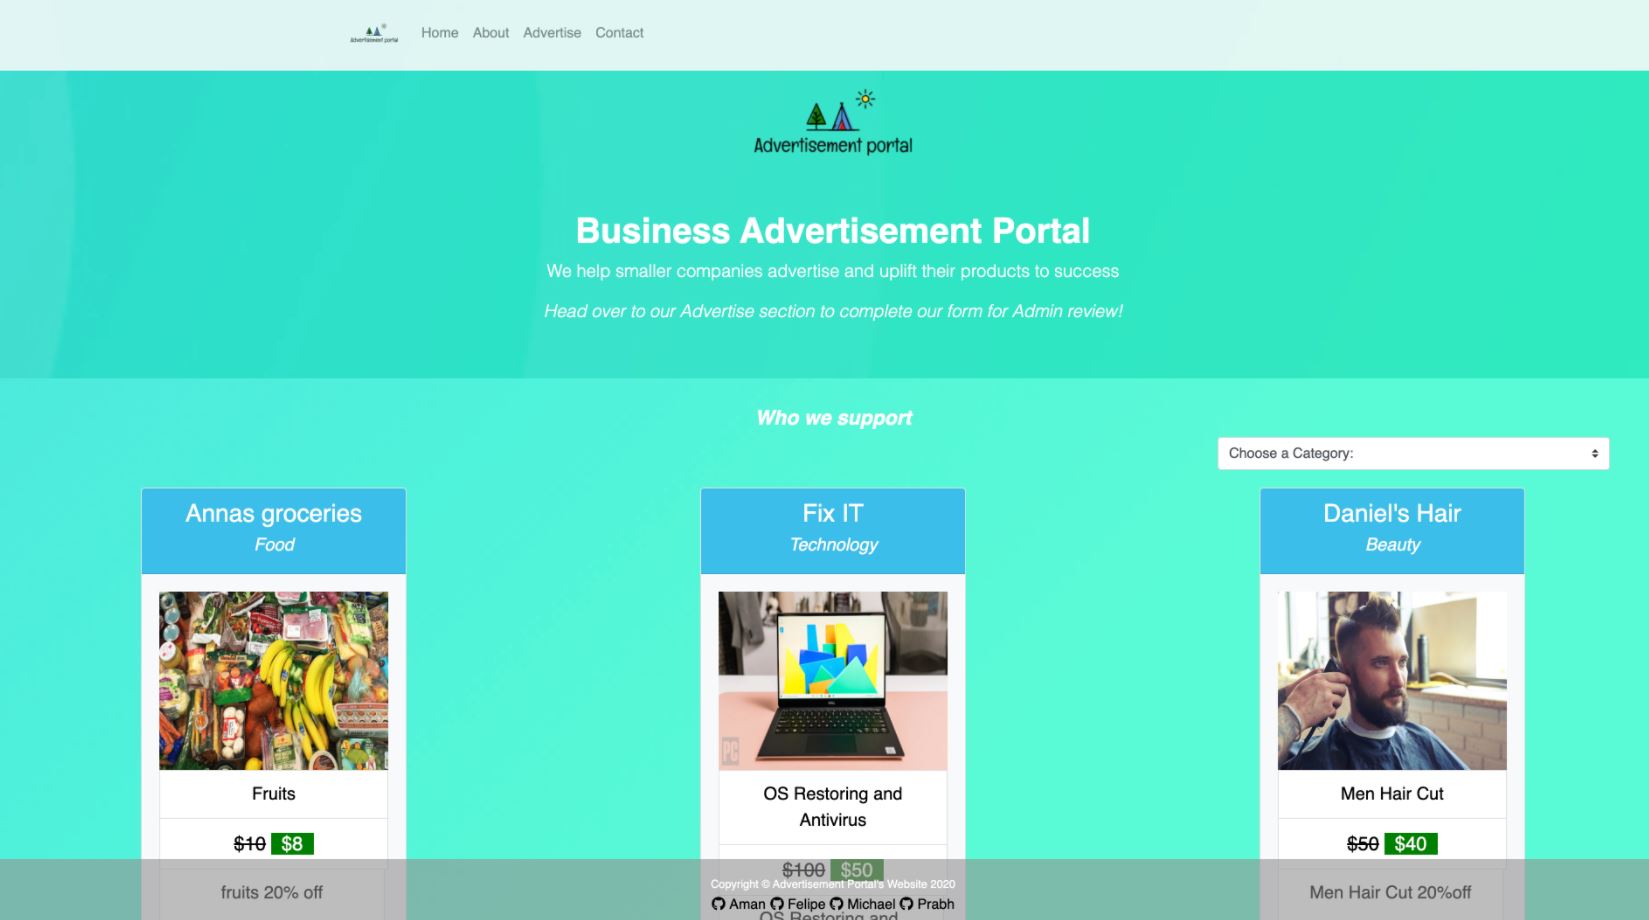 Advertisement portal
Home About Advertise Contact
Advertisement portal
Business Advertisement Portal
We help smaller companies advertise and uplift their products to success
Head over to our Advertise section to complete our form for Admin review!
Who we support
Choose a Category:
Annas groceries
Food
Fruits
$10 $8
fruits 20% off
Fix IT
Technology
PC
OS Restoring and
Antivirus
$100 $50
OS Restoring and
Daniel's Hair
Beauty
Men Hair Cut
$50 $40
Men Hair Cut 20%off
Copyright © Advertisement Portal's Website 2020
Aman Felipe Michael Prabh